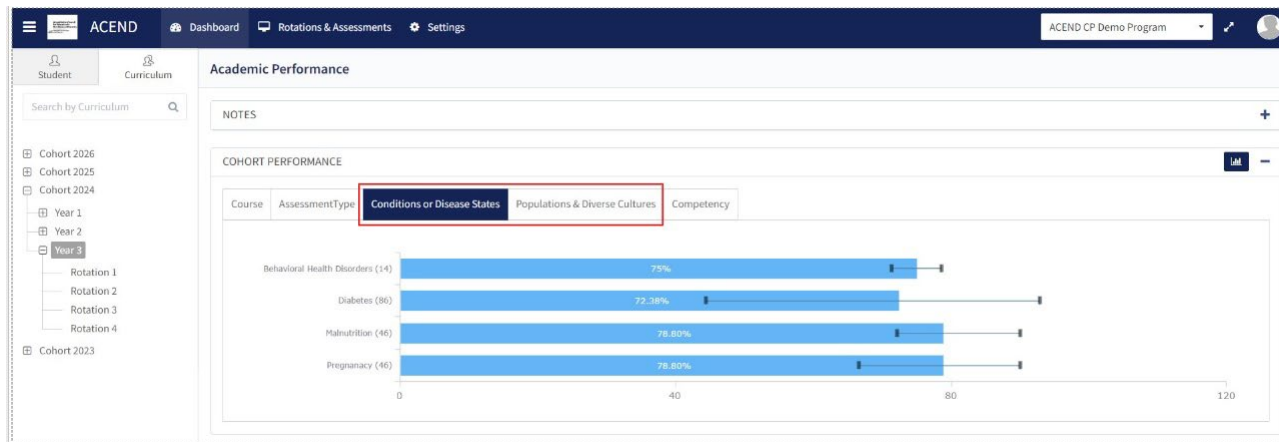 ACEND
Dashboard
Rotations & Assessments
Settings
ACEND CP Demo Program
Student
Curriculum
Search by Curriculum
Cohort 2026
Cohort 2025
Cohort 2024
Year 1
Year 2
Year 3
Rotation 1
Rotation 2
Rotation 3
Rotation 4
Cohort 2023
Academic Performance
NOTES
COHORT PERFORMANCE
Course
AssessmentType
Conditions or Disease States
Populations & Diverse Cultures
Competency
Behavioral Health Disorders (14)
75%
Diabetes (86)
72.38%
Malnutrition (46)
78.80%
Pregnanacy (46)
78.80%
0
40
80
120